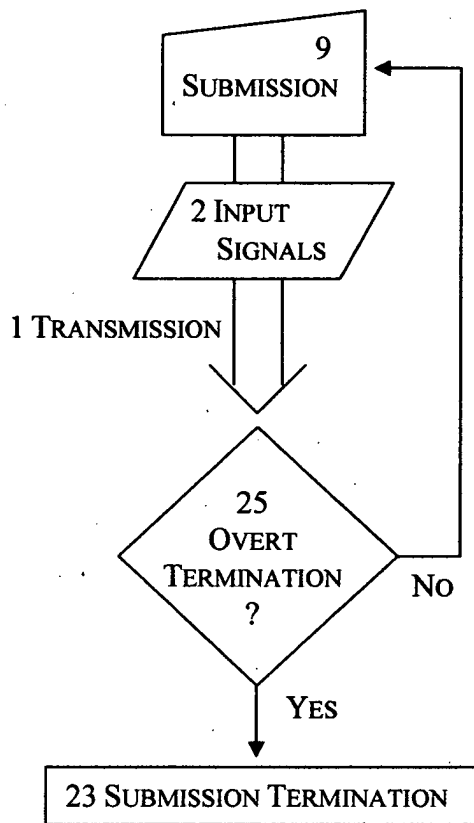 9
SUBMISSION
2 INPUT
SIGNALS
1 TRANSMISSION
25
OVERT
TERMINATION
?
NO
YES
23 SUBMISSION TERMINATION